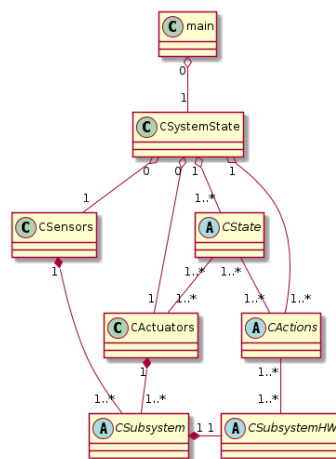 C main
0
1
C CSystemState
0 0 1 1
1 1..*
C CSensors
A CState
1 1..* 1..*
1 1..* 1..* 1..*
C CActuators
A CActions
1 1..*
1..* 1..* 1..*
A CSubsystem
1 1
A CSubsystemHW